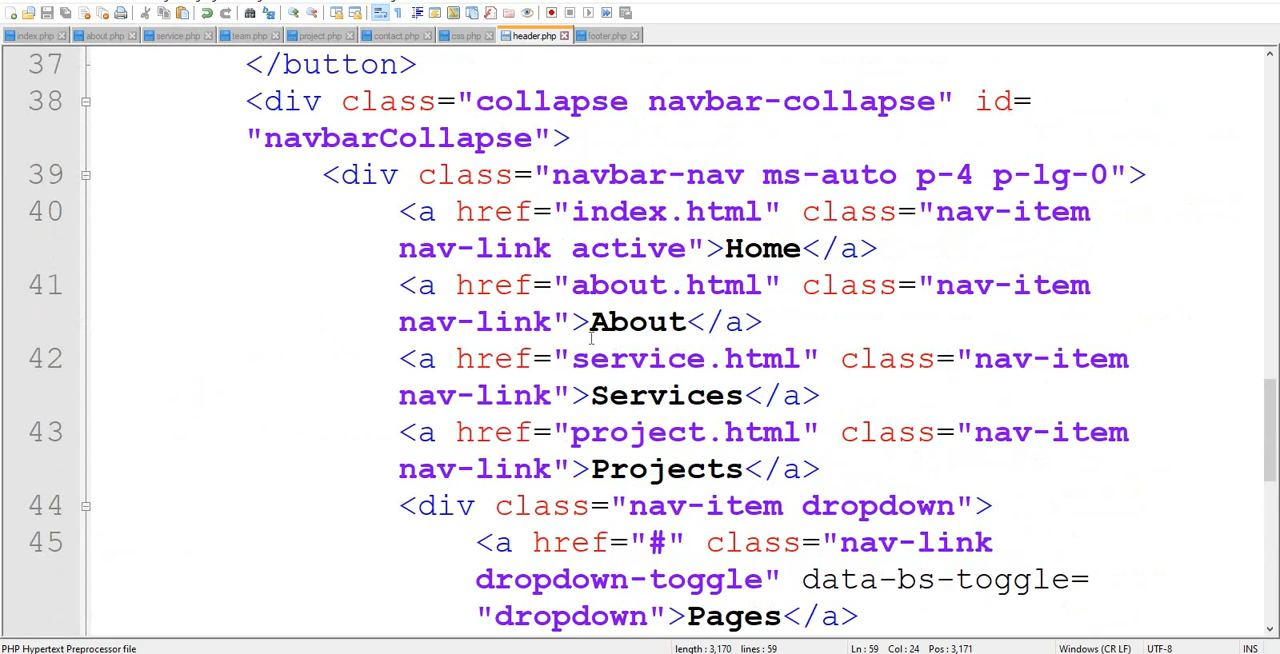 index.php about.php service.php team.php project.php contact.php css.php header.php footer.php
37 </button>
38 <div class="collapse navbar-collapse" id=
"navbarCollapse">
39 <div class="navbar-nav ms-auto p-4 p-lg-0">
40 <a href="index.html" class="nav-item
nav-link active">Home</a>
41 <a href="about.html" class="nav-item
nav-link">About</a>
42 <a href="service.html" class="nav-item
nav-link">Services</a>
43 <a href="project.html" class="nav-item
nav-link">Projects</a>
44 <div class="nav-item dropdown">
45 <a href="#" class="nav-link
dropdown-toggle" data-bs-toggle=
"dropdown">Pages</a>
PHP Hypertext Preprocessor file length : 3,170 lines : 59 Ln : 59 Col : 24 Pos : 3,171 Windows (CR LF) UTF-8 INS